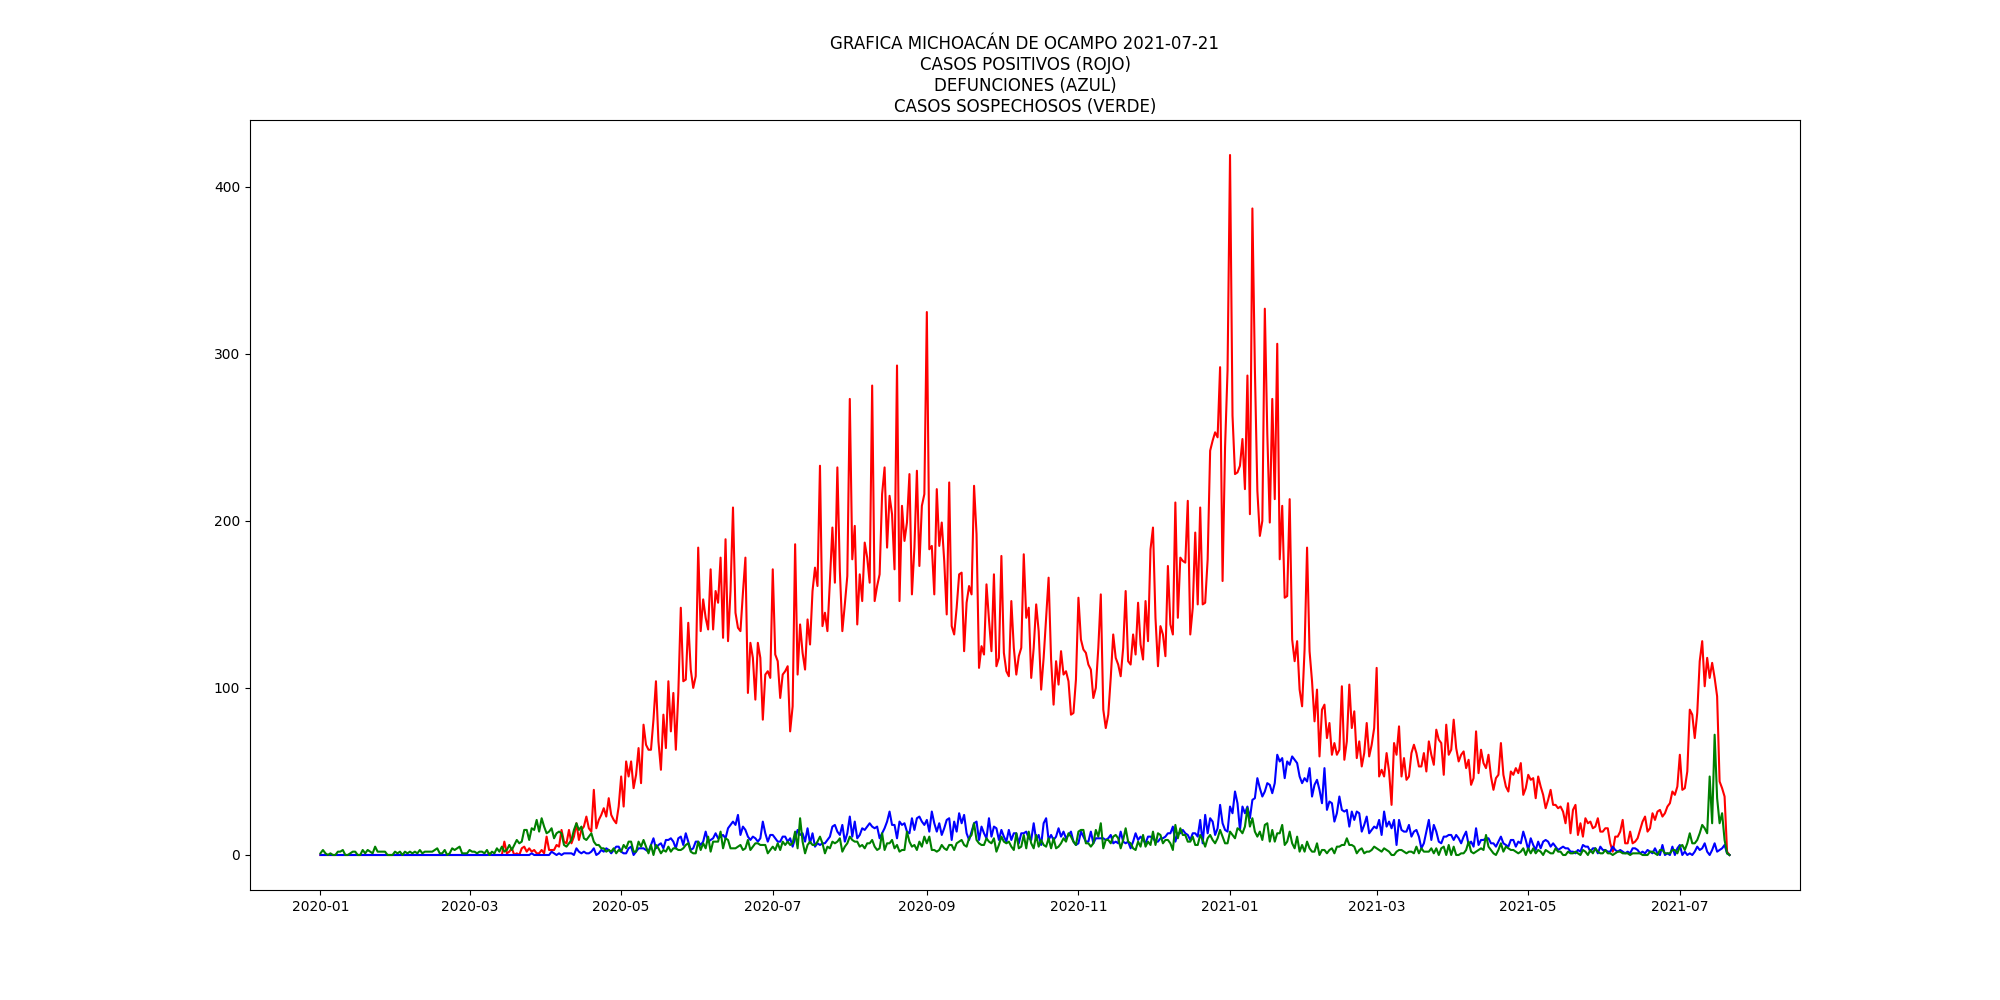 GRAFICA MICHOACÁN DE OCAMPO 2021-07-21
CASOS POSITIVOS (ROJO)
DEFUNCIONES (AZUL)
CASOS SOSPECHOSOS (VERDE)
400
300
200
100
0
2020-01 2020-03 2020-05 2020-07 2020-09 2020-11 2021-01 2021-03 2021-05 2021-07